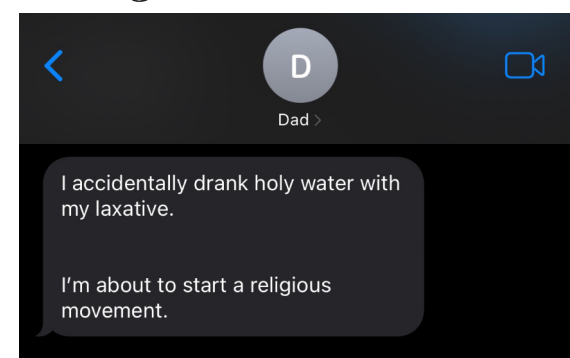 D
Dad >
I accidentally drank holy water with
my laxative.
I'm about to start a religious
movement.